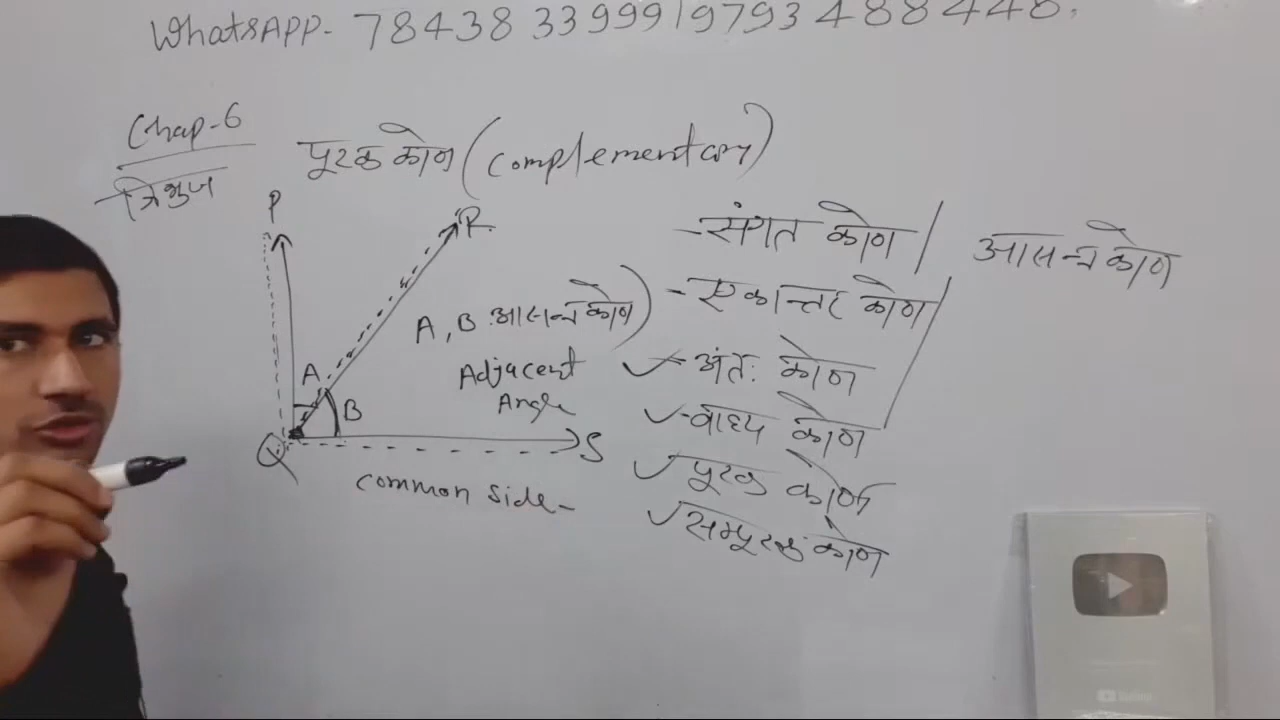 WhatsAPP- 7843833999, 9793488448.
Chap-6
त्रिभुज
पूरक कोण (Complementary)
P
R
A
B
Q
S
A, B आसन्न कोण)
Adjacent
Angle
Common Side-
- संगत कोण
- एकान्तर कोण
- अंतः कोण
- वाह्य कोण
पूरक कोण
सम्पूरक कोण
आसन्न कोण